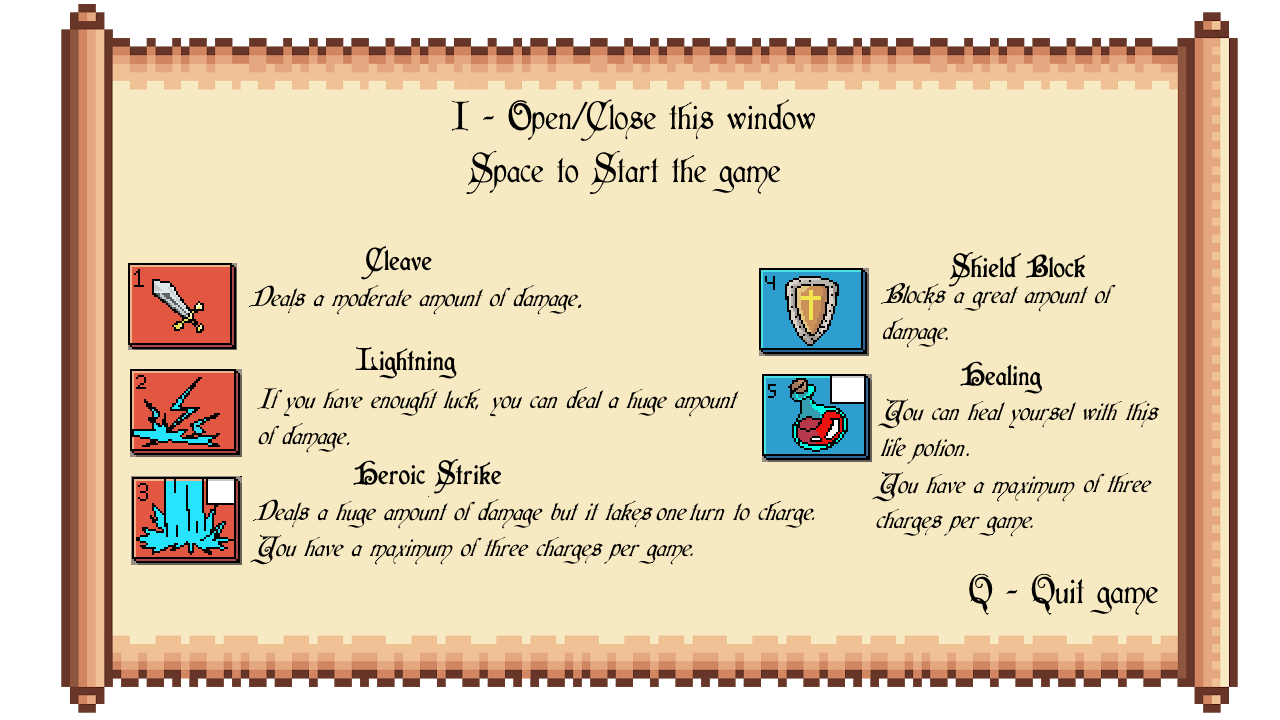 I - Open/Close this window
Space to Start the game
1
Cleave
Deals a moderate amount of damage.
2
Lightning
If you have enought luck, you can deal a huge amount
of damage.
3
Heroic Strike
Deals a huge amount of damage but it takes one turn to charge.
You have a maximum of three charges per game.
4
Shield Block
Blocks a great amount of
damage.
5
Healing
You can heal yoursel with this
life potion.
You have a maximum of three
charges per game.
Q - Quit game